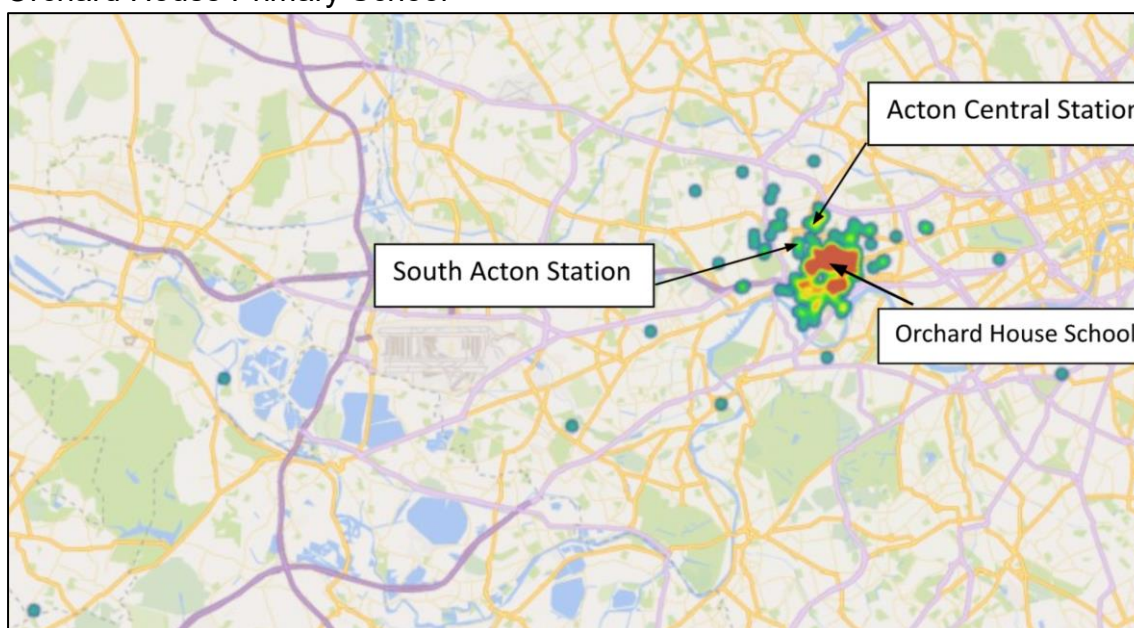 Orchard House Primary School
Acton Central Station
South Acton Station
Orchard House School